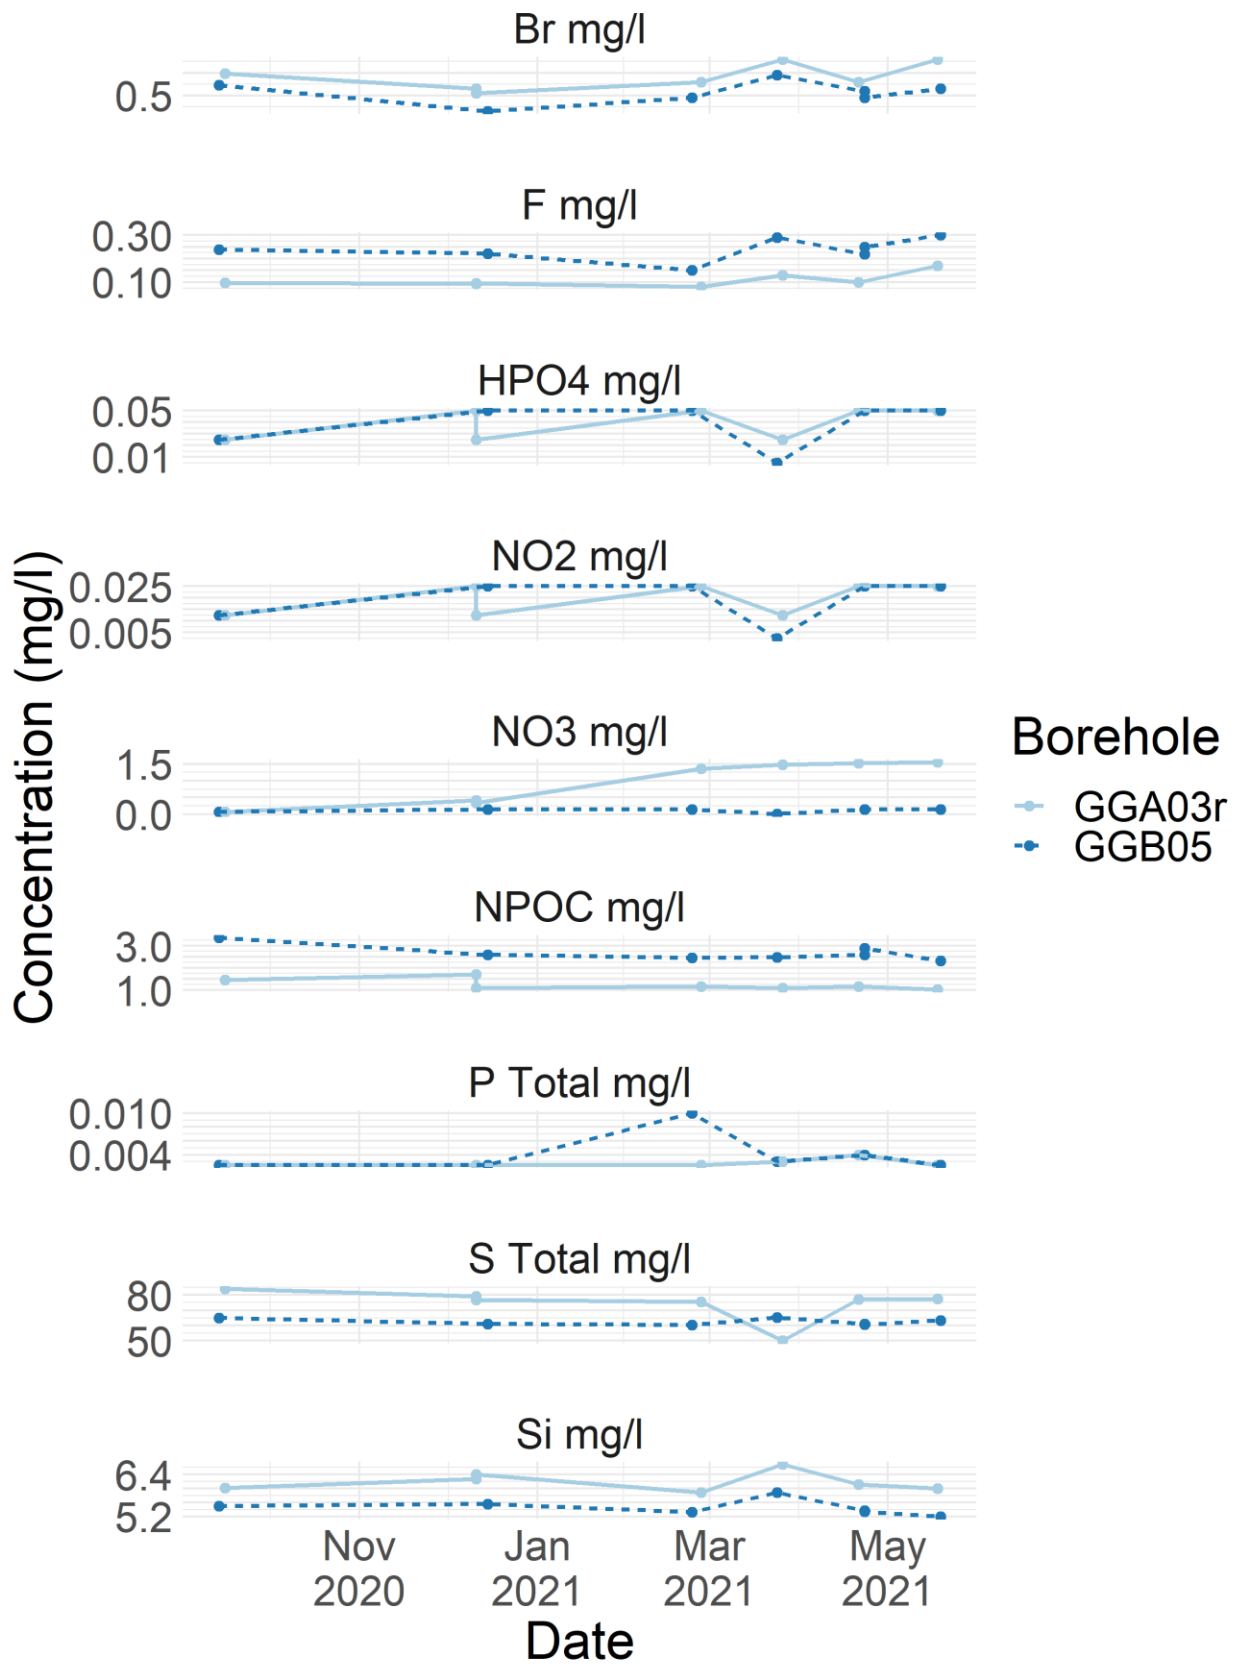 Br mg/l
0.5
F mg/l
0.30
0.10
HPO4 mg/l
0.05
0.01
NO2 mg/l
0.025
0.005
NO3 mg/l
1.5
0.0
NPOC mg/l
3.0
1.0
P Total mg/l
0.010
0.004
S Total mg/l
80
50
Si mg/l
6.4
5.2
Nov
2020
Jan
2021
Mar
2021
May
2021
Date
Concentration (mg/l)
Borehole
GGA03r
GGB05